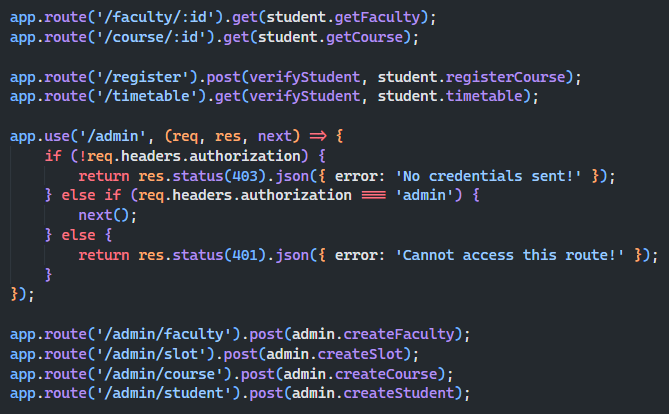 app.route('/faculty/:id').get(student.getFaculty);
app.route('/course/:id').get(student.getCourse);
app.route('/register').post(verifyStudent, student.registerCourse);
app.route('/timetable').get(verifyStudent, student.timetable);
app.use('/admin', (req, res, next) => {
if (!req.headers.authorization) {
return res.status(403).json({ error: 'No credentials sent!' });
} else if (req.headers.authorization === 'admin') {
next();
} else {
return res.status(401).json({ error: 'Cannot access this route!' });
}
});
app.route('/admin/faculty').post(admin.createFaculty);
app.route('/admin/slot').post(admin.createSlot);
app.route('/admin/course').post(admin.createCourse);
app.route('/admin/student').post(admin.createStudent);